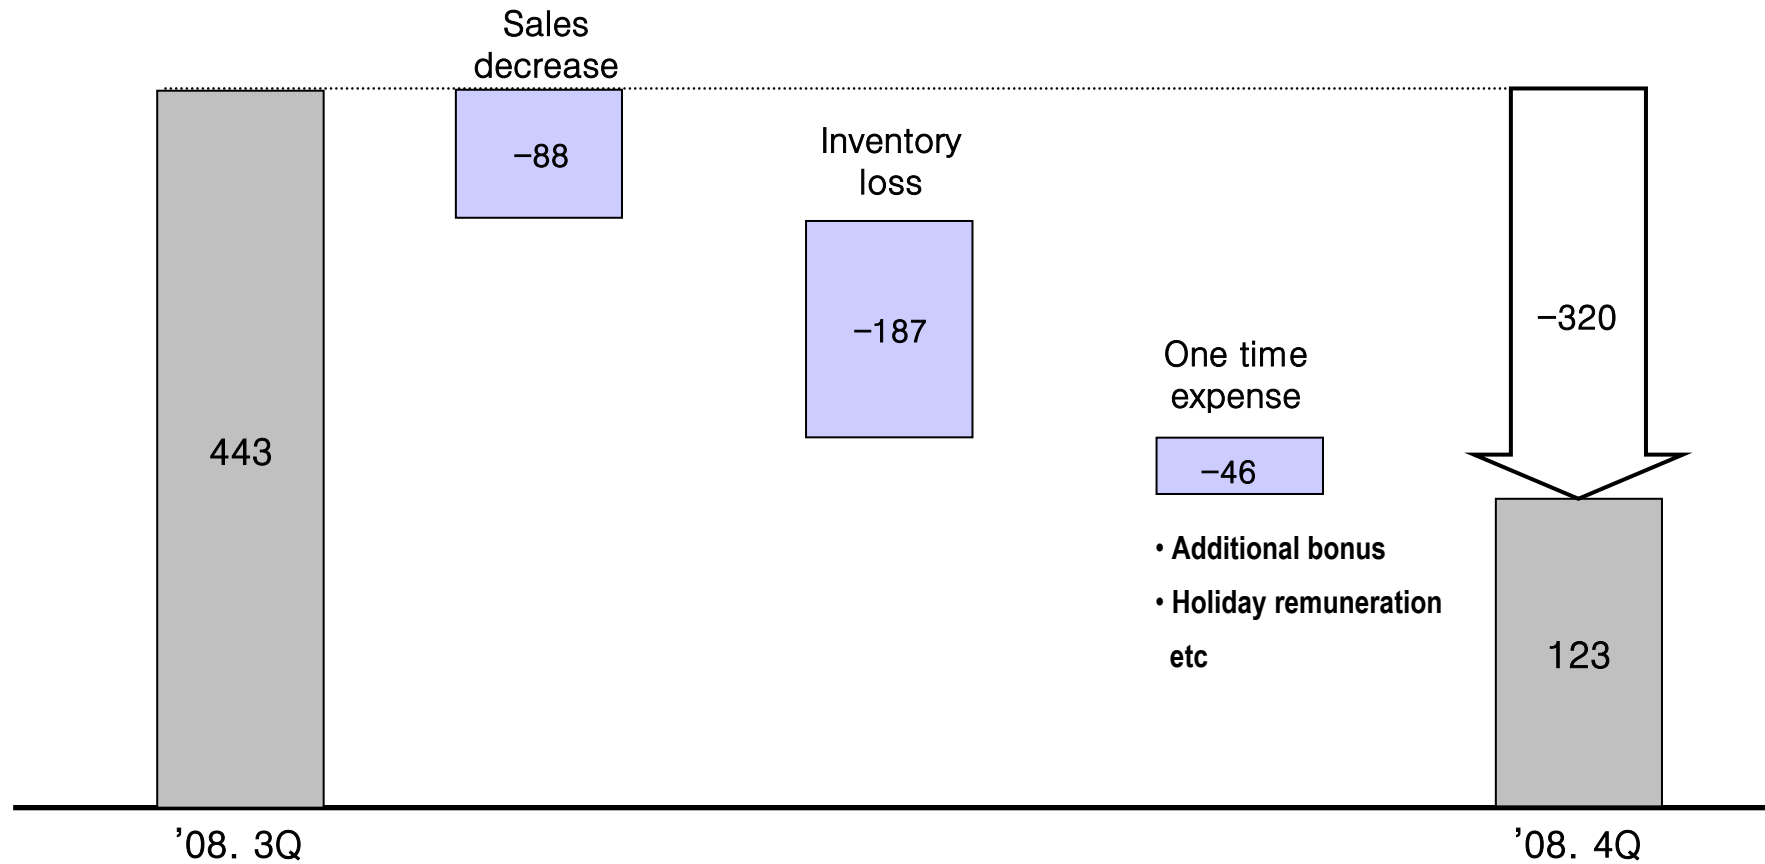 Sales
decrease
−88
Inventory
loss
−187
−320
One time
expense
443
−46
• Additional bonus
• Holiday remuneration
etc
123
’08. 3Q
’08. 4Q